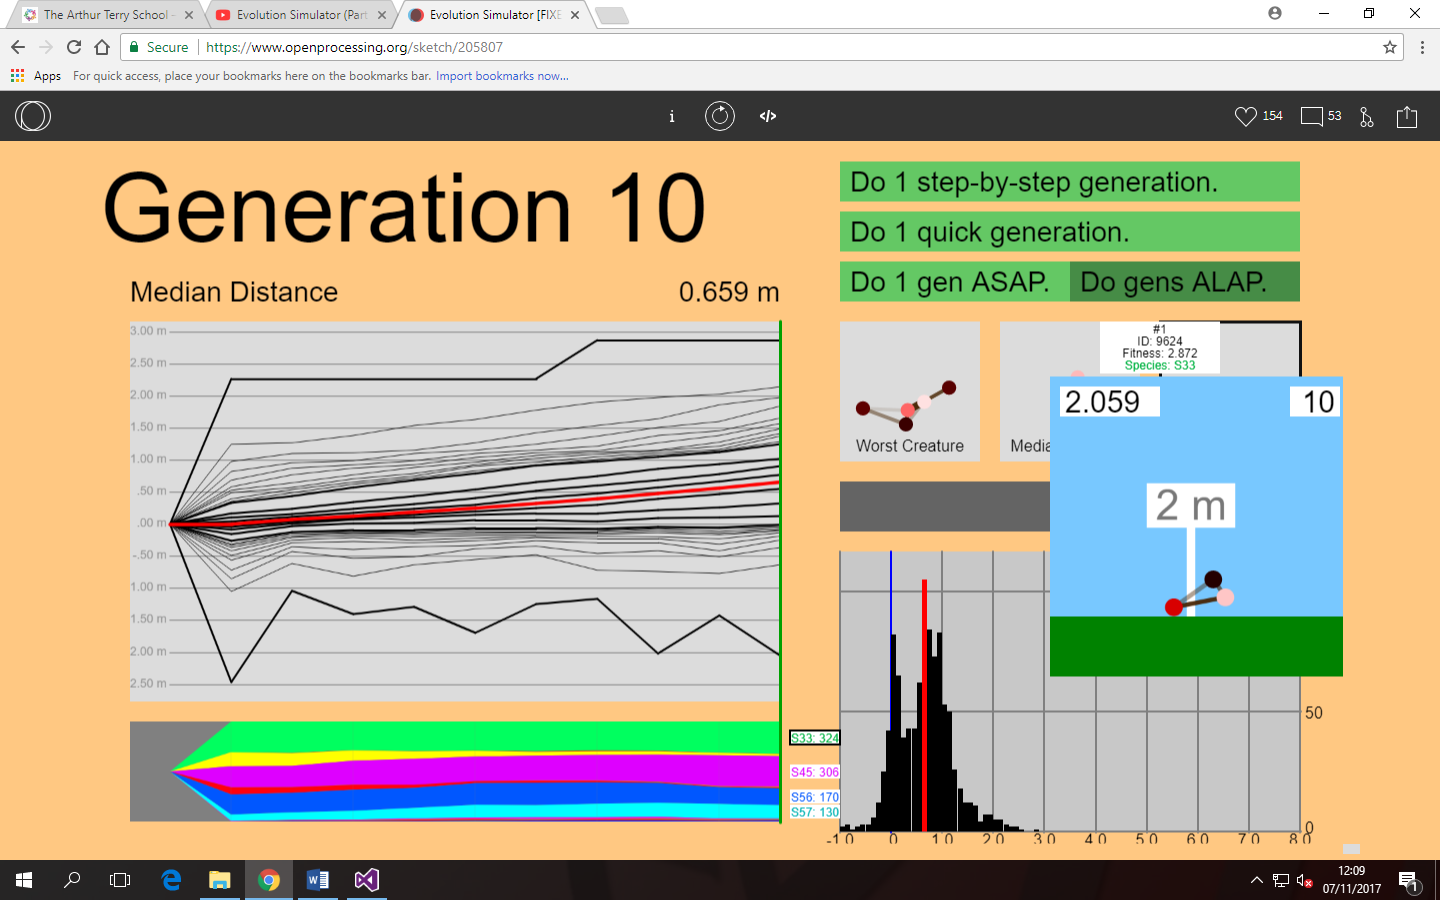 The Arthur Terry School -
Evolution Simulator (Part
Evolution Simulator [FIXE
Secure
https://www.openprocessing.org/sketch/205807
Apps
For quick access, place your bookmarks here on the bookmarks bar. Import bookmarks now...
i
</>
154
53
Generation 10
Do 1 step-by-step generation.
Do 1 quick generation.
Do 1 gen ASAP.
Do gens ALAP.
Median Distance
0.659 m
3.00 m
2.50 m
2.00 m
1.50 m
1.00 m
.50 m
.00 m
-.50 m
1.00 m
1.50 m
2.00 m
2.50 m
Worst Creature
Media
#1
ID: 9624
Fitness: 2.872
Species: S33
2.059
10
2 m
S33: 324
S45: 306
S56: 170
S57: 130
50
0
-1.0
0
1.0
2.0
3.0
4.0
5.0
6.0
7.0
8.0
12:09
07/11/2017
1